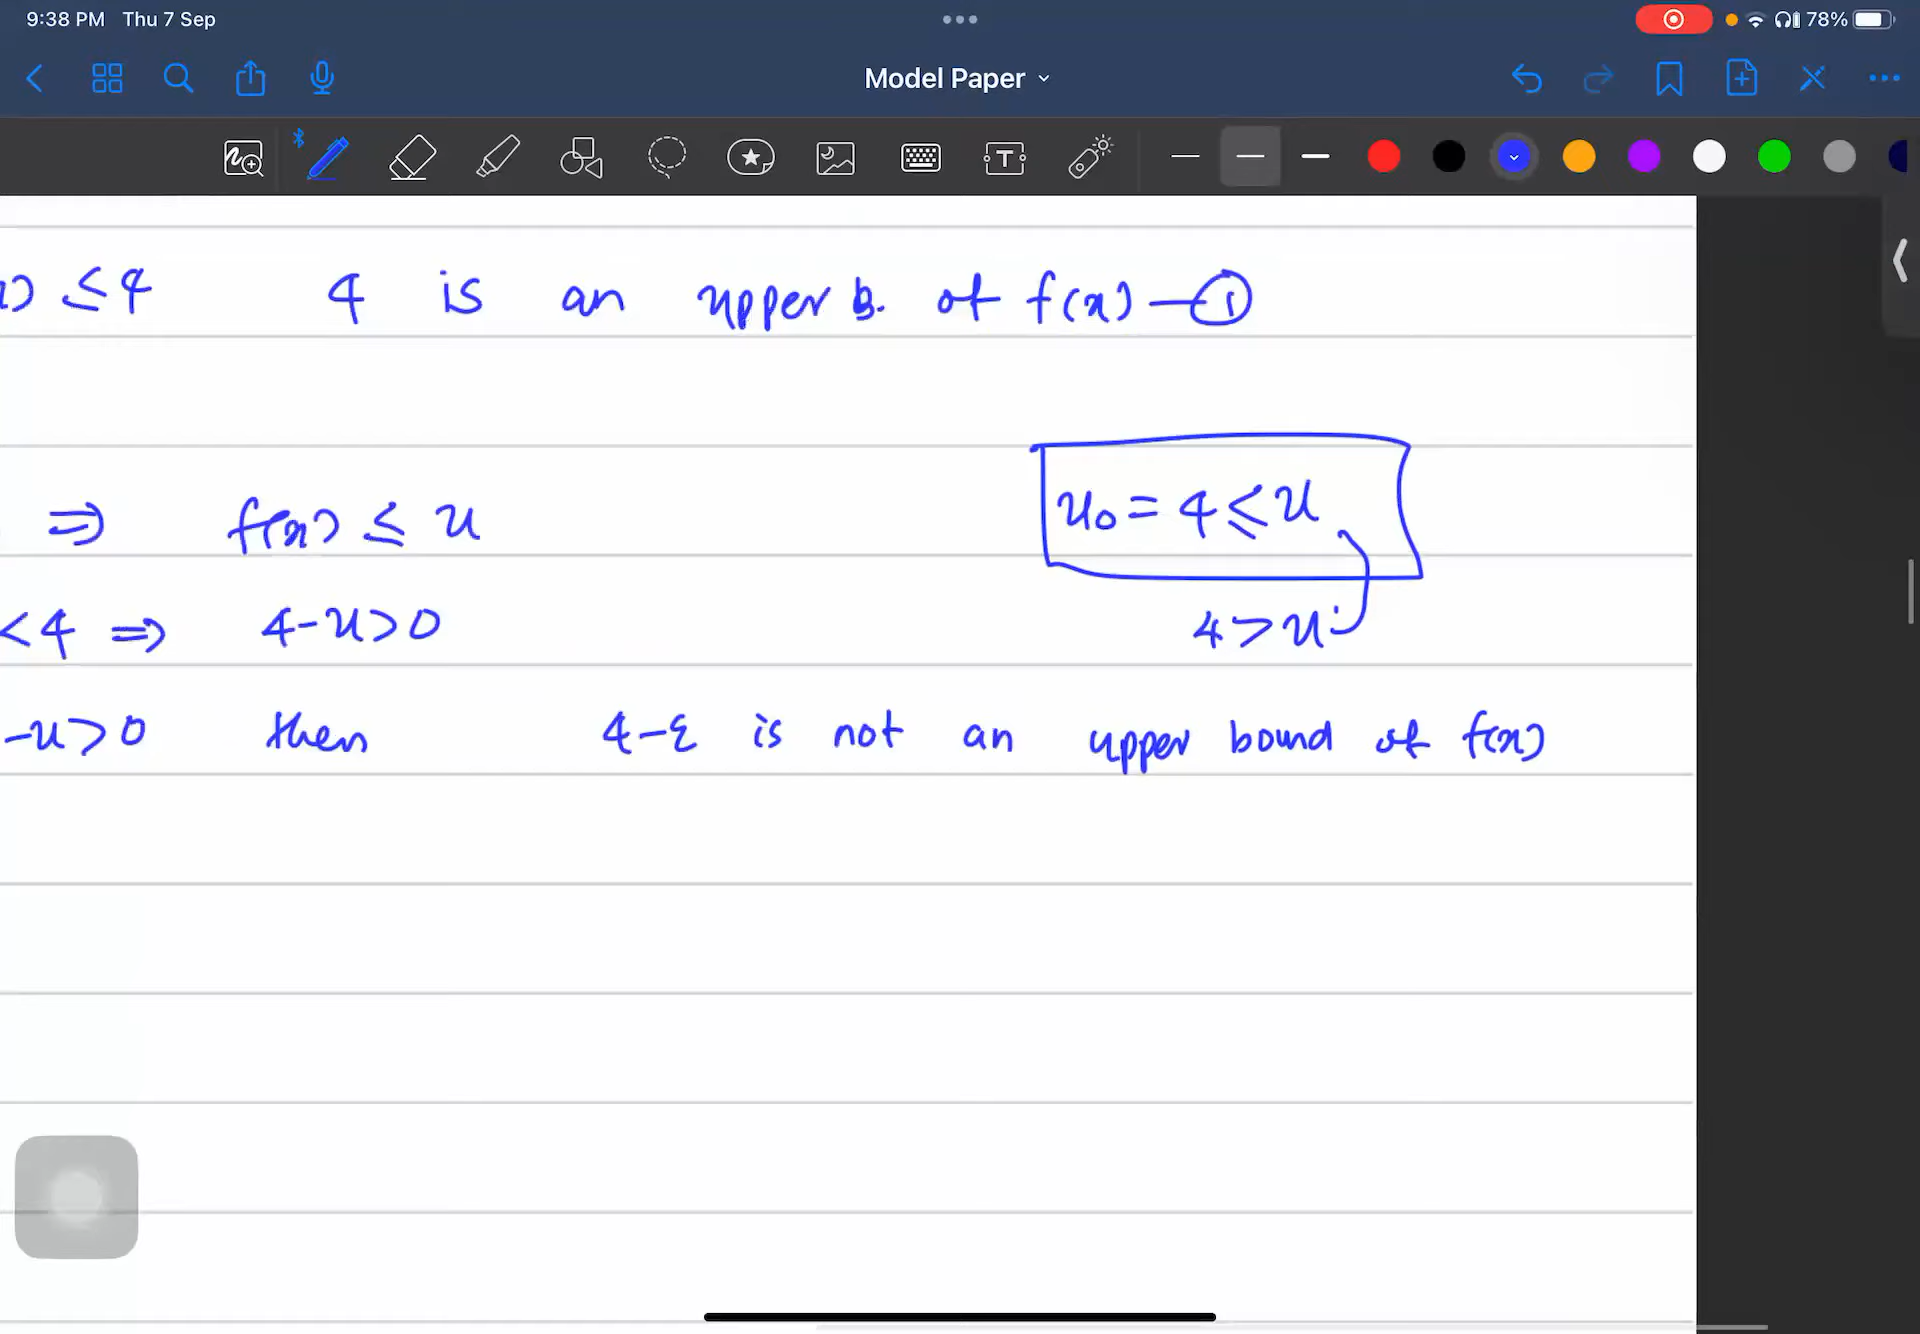 9:38 PM Thu 7 Sep
78%
Model Paper
T
) ≤ 4 4 is an upper b. of f(x) — ①
u₀ = 4 ≤ u
⇒ f(x) ≤ u
4 > u
< 4 ⇒ 4-u>0
-u>0 then 4-ε is not an upper bound of f(x)